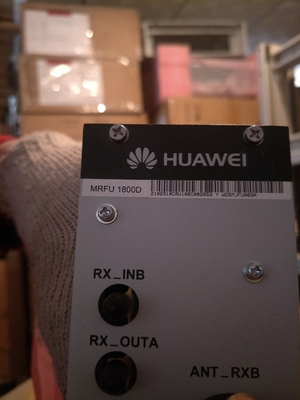 HUAWEI
MRFU 1800D
RX_INB
RX_OUTA
ANT_RXB